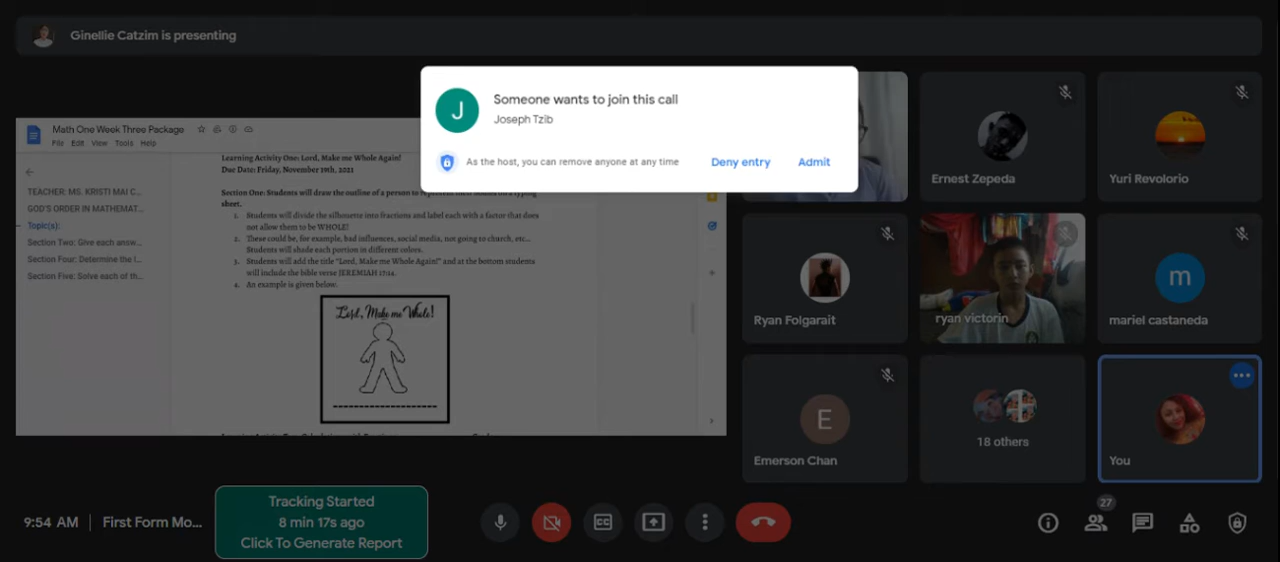 Ginellie Catzim is presenting
J
Someone wants to join this call
Joseph Tzib
As the host, you can remove anyone at any time
Deny entry
Admit
Math One Week Three Package
File Edit View Tools Help
TEACHER: MS. KRISTI MAI C...
GOD'S ORDER IN MATHEMAT...
Topic(s):
Section Two: Give each answ...
Section Four: Determine the l...
Section Five: Solve each of th...
Learning Activity One: Lord, Make me Whole Again!
Due Date: Friday, November 19th, 2021
Section One: Students will draw the outline of a person to
sheet.
1. Students will divide the silhouette into fractions and label each with a factor that does
not allow them to be WHOLE!
2. These could be, for example, bad influences, social media, not going to church, etc...
Students will shade each portion in different colors.
3. Students will add the title "Lord, Make me Whole Again!" and at the bottom students
will include the bible verse JEREMIAH 17:14.
4. An example is given below.
Lord, Make me Whole!
Ernest Zepeda
Yuri Revolorio
Ryan Folgarait
ryan victorin
m
mariel castaneda
E
Emerson Chan
18 others
You
9:54 AM
First Form Mo...
Tracking Started
8 min 17s ago
Click To Generate Report
CC
27